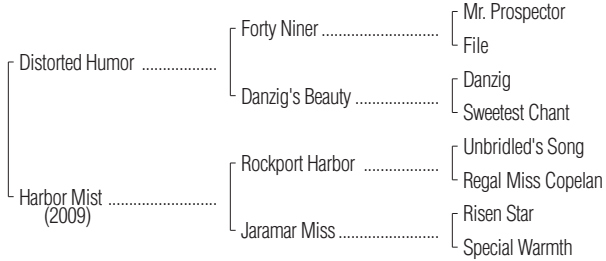 Mr. Prospector
Forty Niner ..................
File
Distorted Humor .................
Danzig
Danzig's Beauty ..................
Sweetest Chant
Unbridled's Song
Rockport Harbor .................
Regal Miss Copelan
Harbor Mist ........................
(2009)
Risen Star
Jaramar Miss ......................
Special Warmth